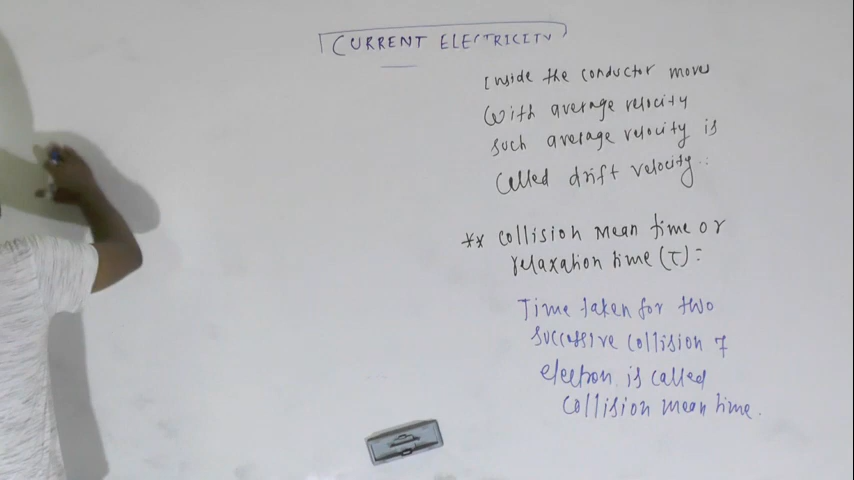 CURRENT ELECTRICITY
Inside the conductor moves
with average velocity
such average velocity is
called drift velocity..
** Collision mean time or
relaxation time (τ) =
Time taken for two
successive collision of
electron is called
collision mean time.